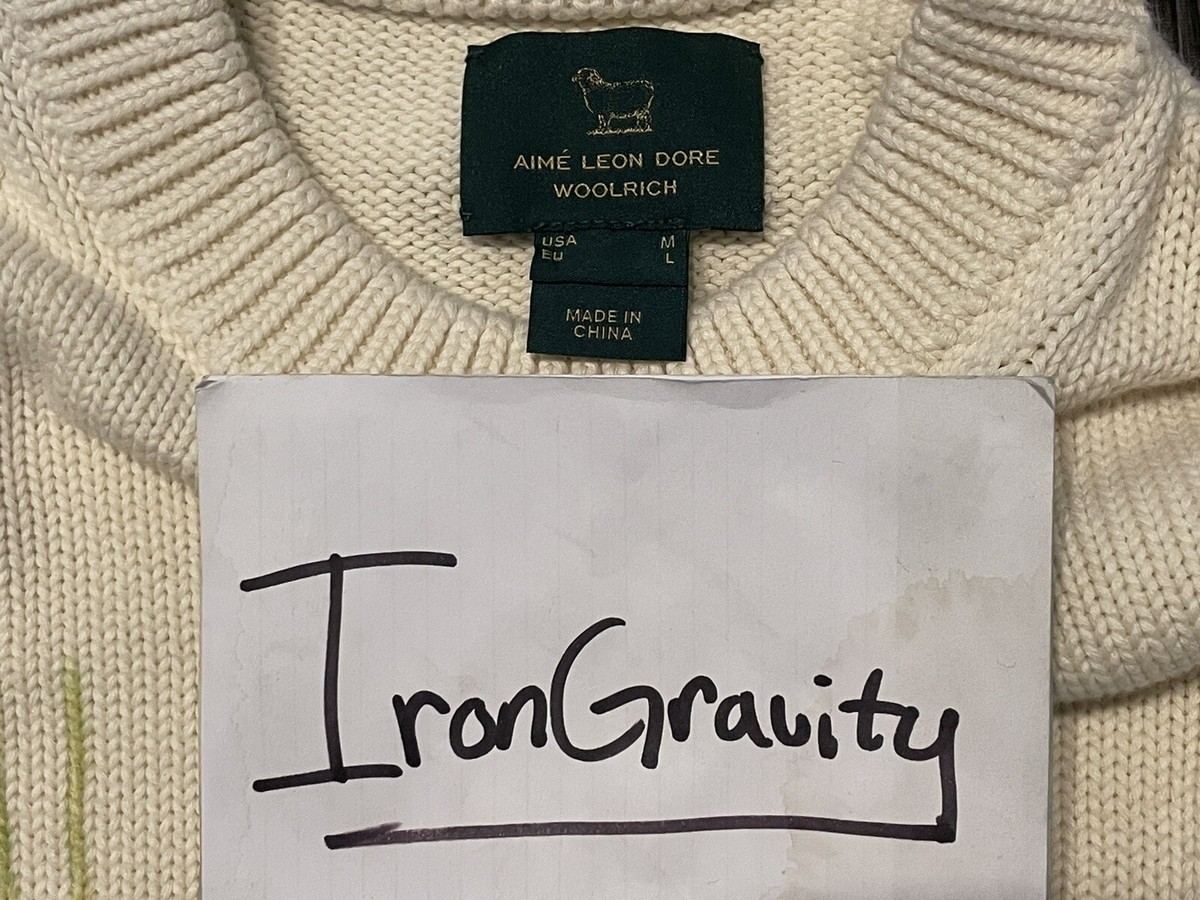 AIMÉ LEON DORE
WOOLRICH
USA M
EU L
MADE IN
CHINA
IronGravity